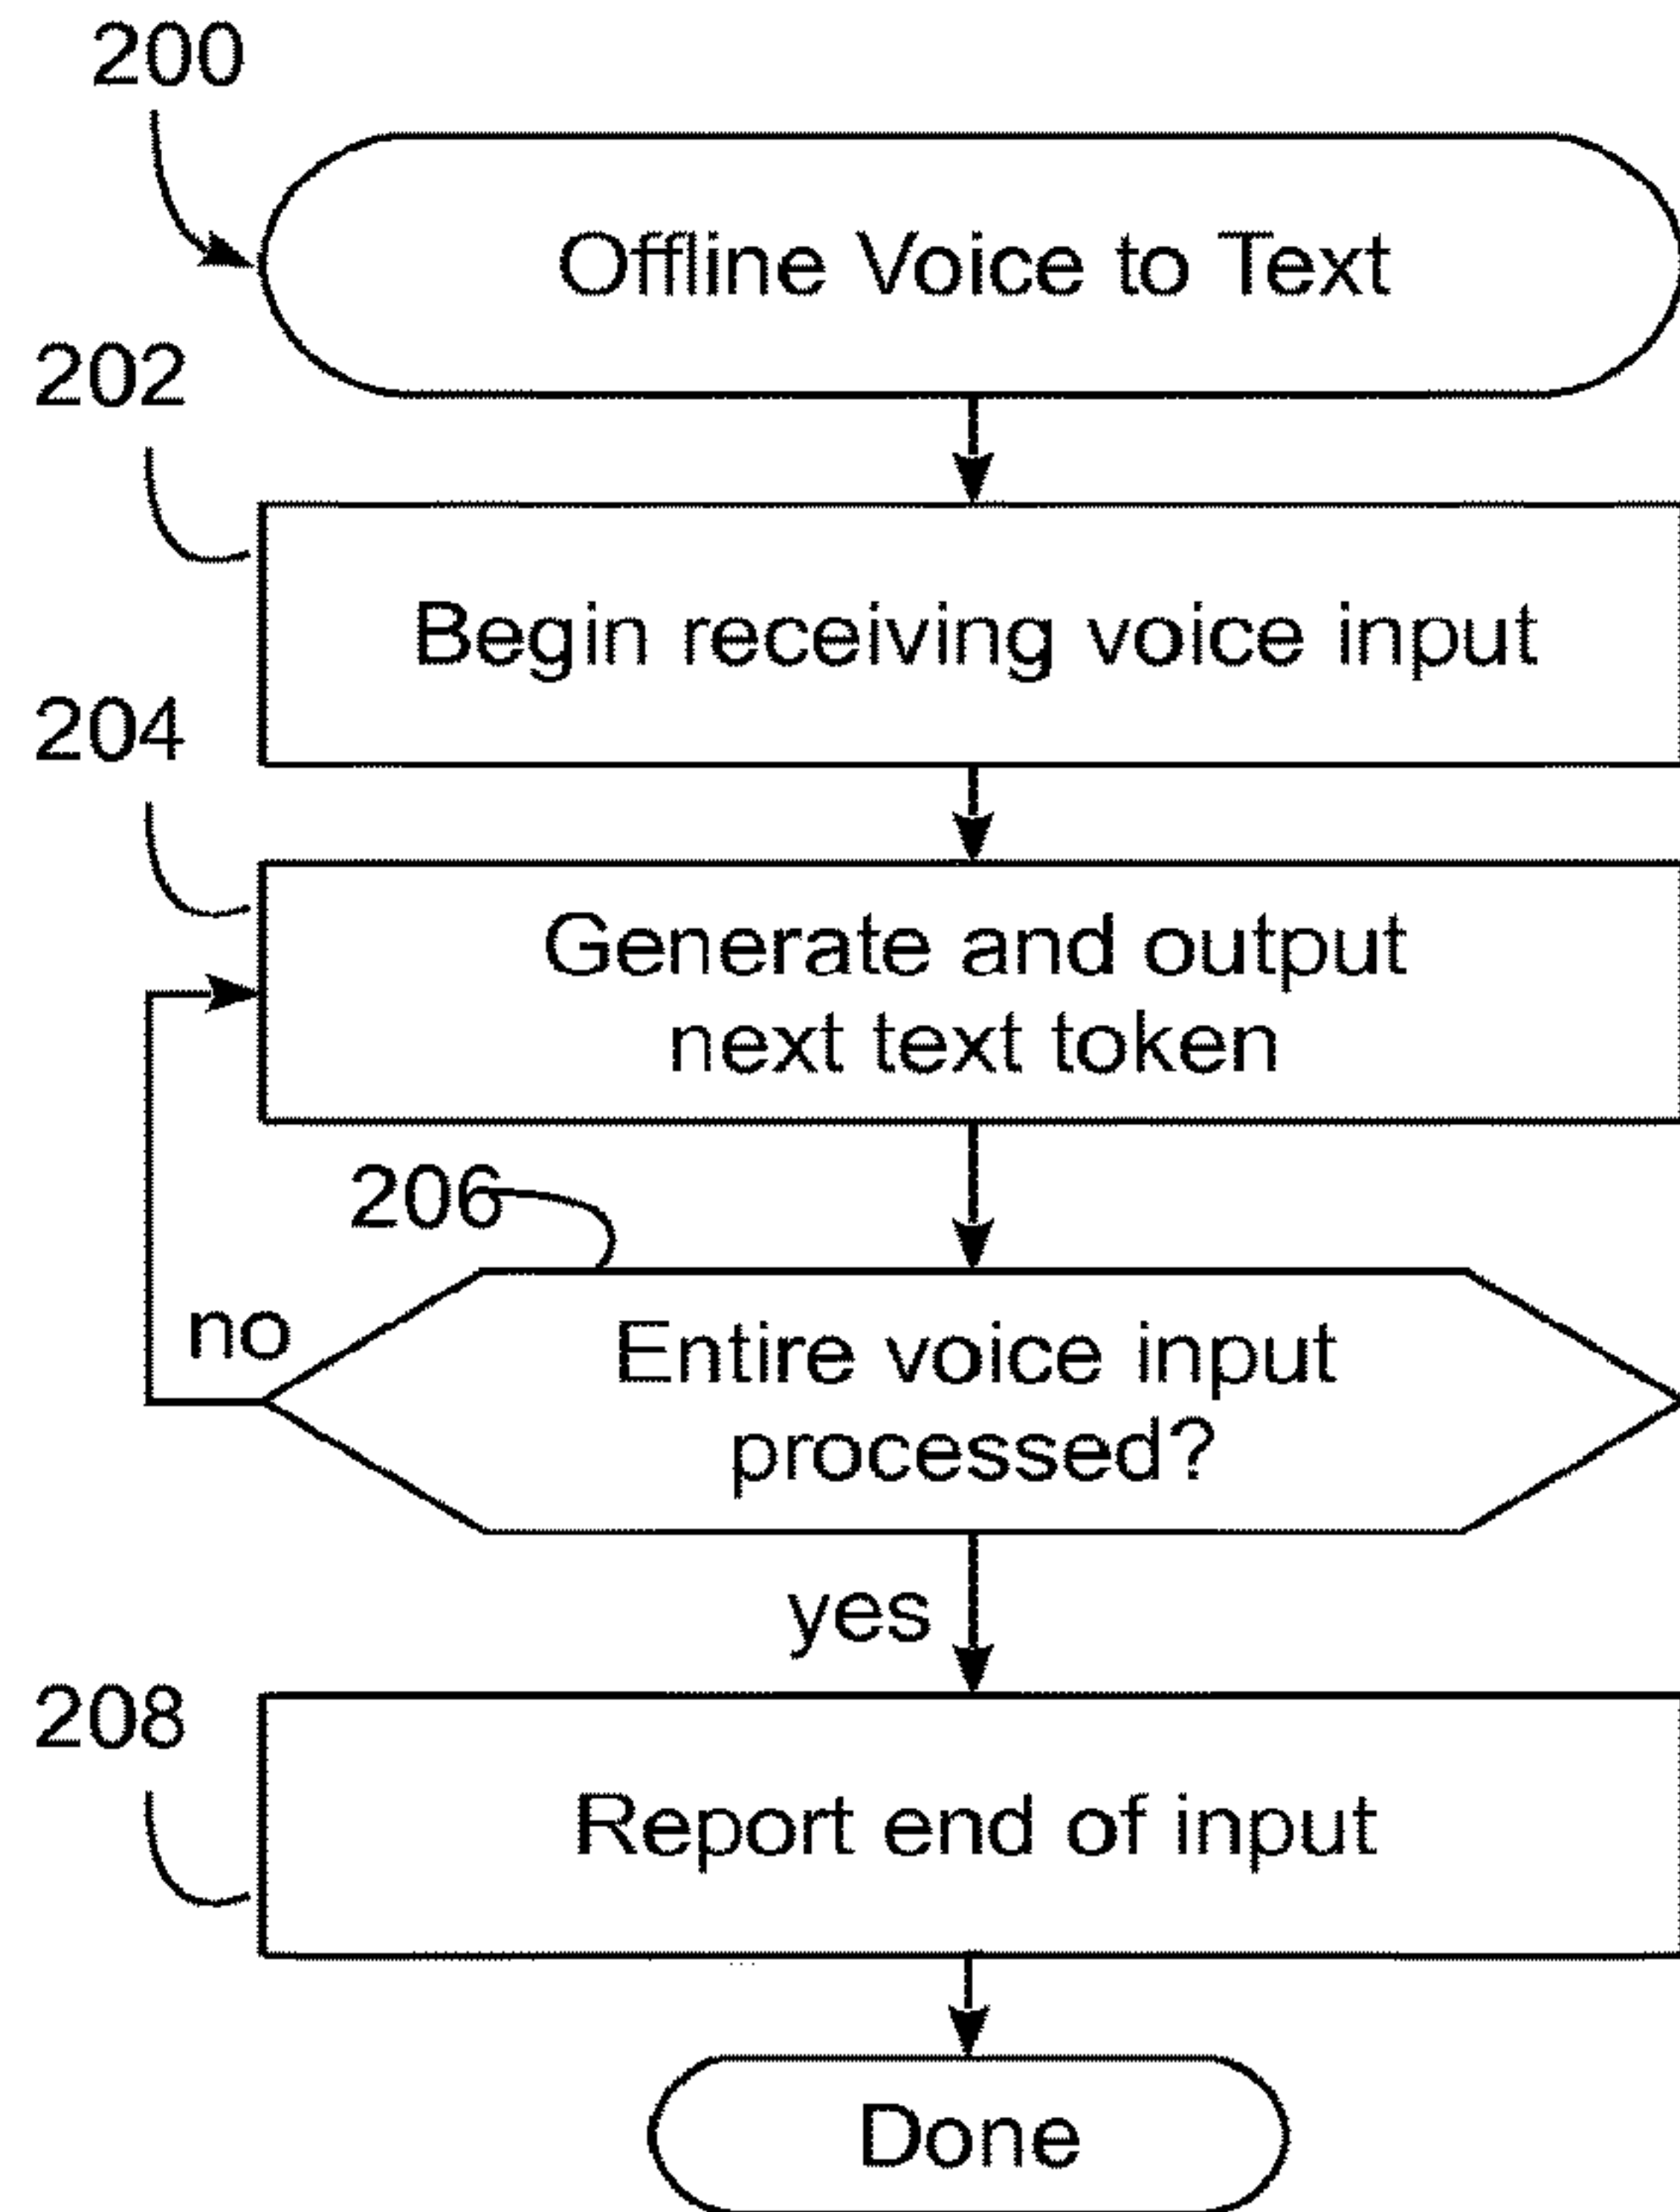 200
Offline Voice to Text
202
Begin receiving voice input
204
Generate and output
next text token
206
no
Entire voice input
processed?
yes
208
Report end of input
Done